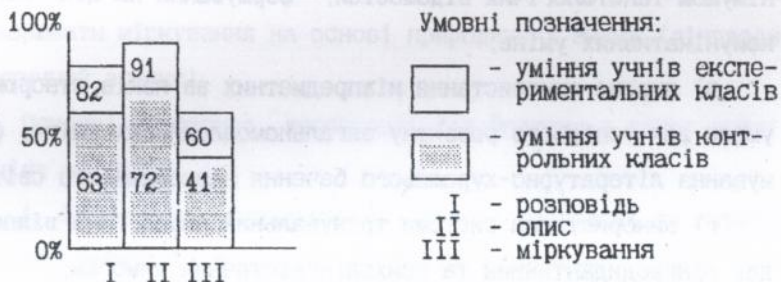 100%
91
82
50%
60
63
72
41
0%
I II III
Умовні позначення:
– уміння учнів експе-
риментальних класів
– уміння учнів конт-
рольних класів
I – розповідь
II – опис
III – міркування